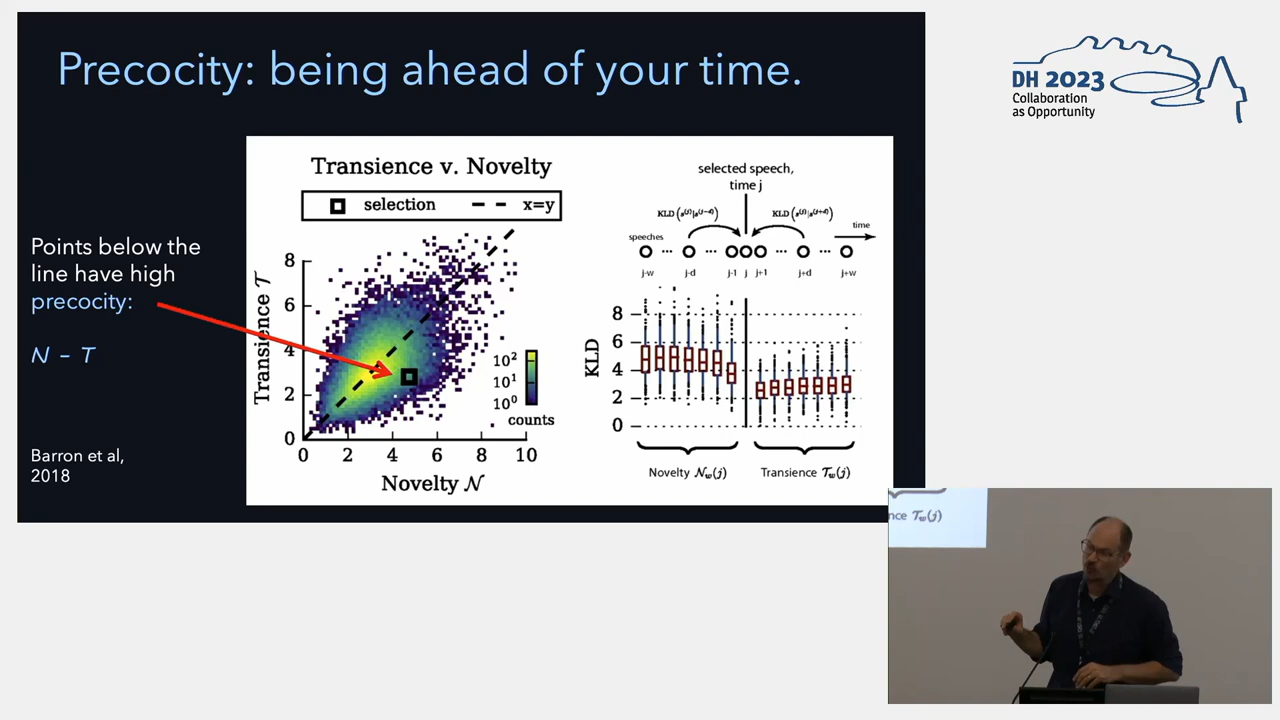 Precocity: being ahead of your time.
DH 2023
Collaboration
as Opportunity
Points below the
line have high
precocity:
N – T
Barron et al,
2018
Transience v. Novelty
selection
x=y
Transience 𝒯
8
6
4
2
0
0 2 4 6 8 10
Novelty 𝒩
10²
10¹
10⁰
counts
selected speech,
time j
time
speeches
j-w j-d j-1 j j+1 j+d j+w
KLD
8
6
4
2
0
Novelty 𝒩w(j)
Transience 𝒯w(j)
nce 𝒯w(j)